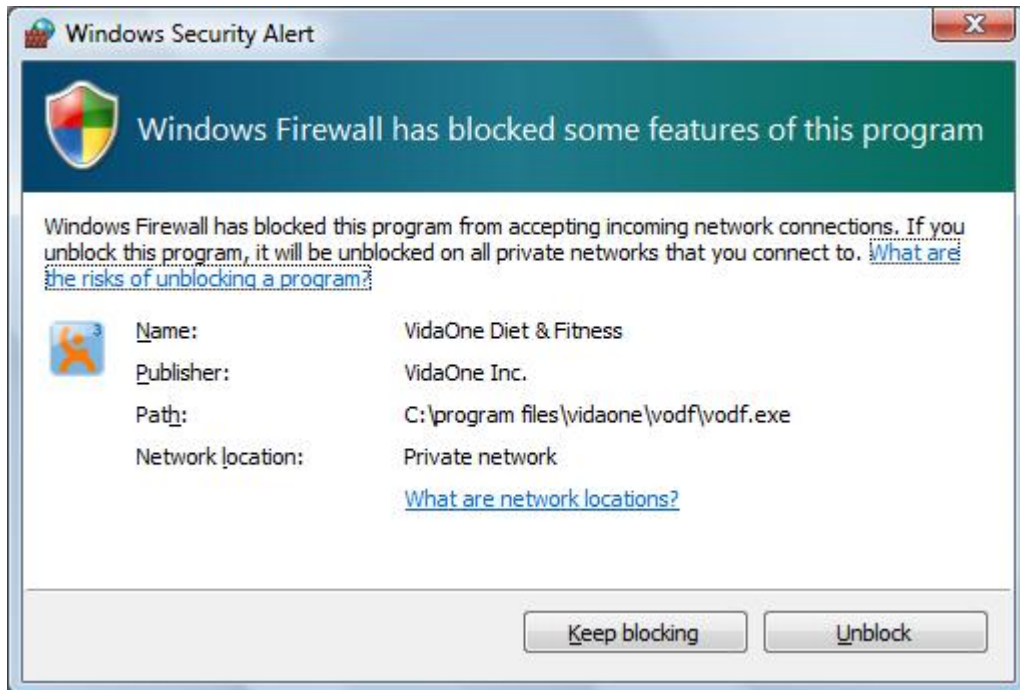 Windows Security Alert
Windows Firewall has blocked some features of this program
Windows Firewall has blocked this program from accepting incoming network connections. If you
unblock this program, it will be unblocked on all private networks that you connect to. What are
the risks of unblocking a program?
3
Name: VidaOne Diet & Fitness
Publisher: VidaOne Inc.
Path: C:\program files\vidaone\vodf\vodf.exe
Network location: Private network
What are network locations?
Keep blocking Unblock